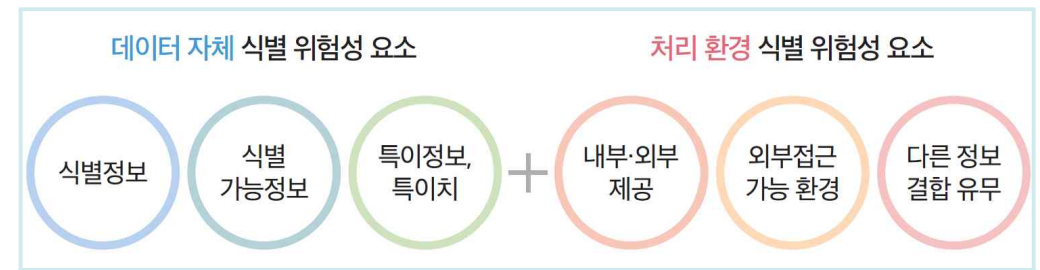 데이터 자체 식별 위험성 요소
처리 환경 식별 위험성 요소
식별정보
식별
가능정보
특이정보,
특이치
+
내부·외부
제공
외부접근
가능 환경
다른 정보
결합 유무